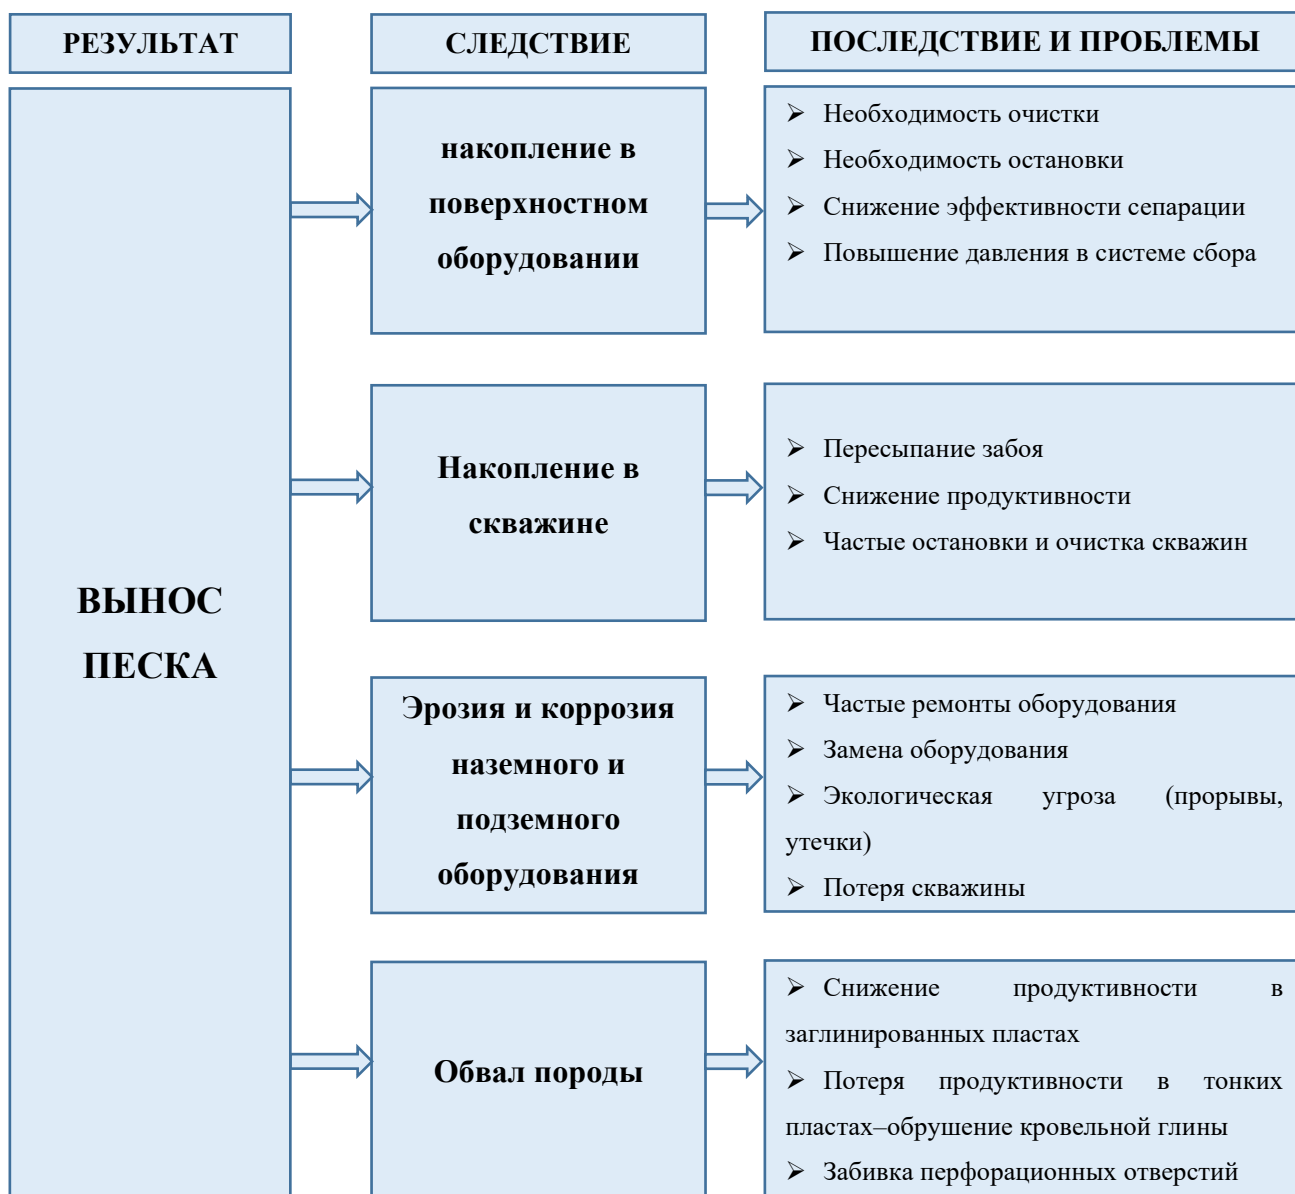 РЕЗУЛЬТАТ
СЛЕДСТВИЕ
ПОСЛЕДСТВИЕ И ПРОБЛЕМЫ
ВЫНОС
ПЕСКА
накопление в
поверхностном
оборудовании
➢ Необходимость очистки
➢ Необходимость остановки
➢ Снижение эффективности сепарации
➢ Повышение давления в системе сбора
Накопление в
скважине
➢ Пересыпание забоя
➢ Снижение продуктивности
➢ Частые остановки и очистка скважин
Эрозия и коррозия
наземного и
подземного
оборудования
➢ Частые ремонты оборудования
➢ Замена оборудования
➢ Экологическая угроза (прорывы,
утечки)
➢ Потеря скважины
Обвал породы
➢ Снижение продуктивности в
заглинированных пластах
➢ Потеря продуктивности в тонких
пластах–обрушение кровельной глины
➢ Забивка перфорационных отверстий